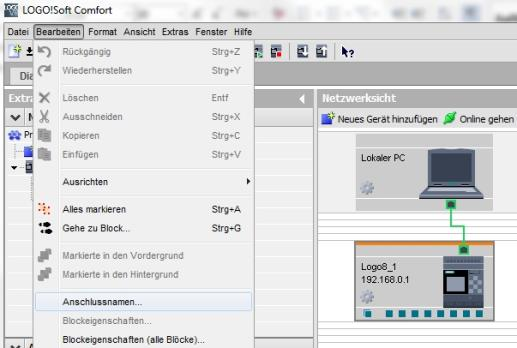 LOGO!Soft Comfort
Datei Bearbeiten Format Ansicht Extras Fenster Hilfe
Rückgängig Strg+Z
Wiederherstellen Strg+Y
Dia
Löschen Entf
Ausschneiden Strg+X
Kopieren Strg+C
Einfügen Strg+V
Ausrichten
Alles markieren Strg+A
Gehe zu Block... Strg+G
Markierte in den Vordergrund
Markierte in den Hintergrund
Anschlussnamen...
Blockeigenschaften...
Blockeigenschaften (alle Blöcke)...
Extra
N
Pr
Netzwerksicht
Neues Gerät hinzufügen Online gehen
Lokaler PC
Logo8_1
192.168.0.1